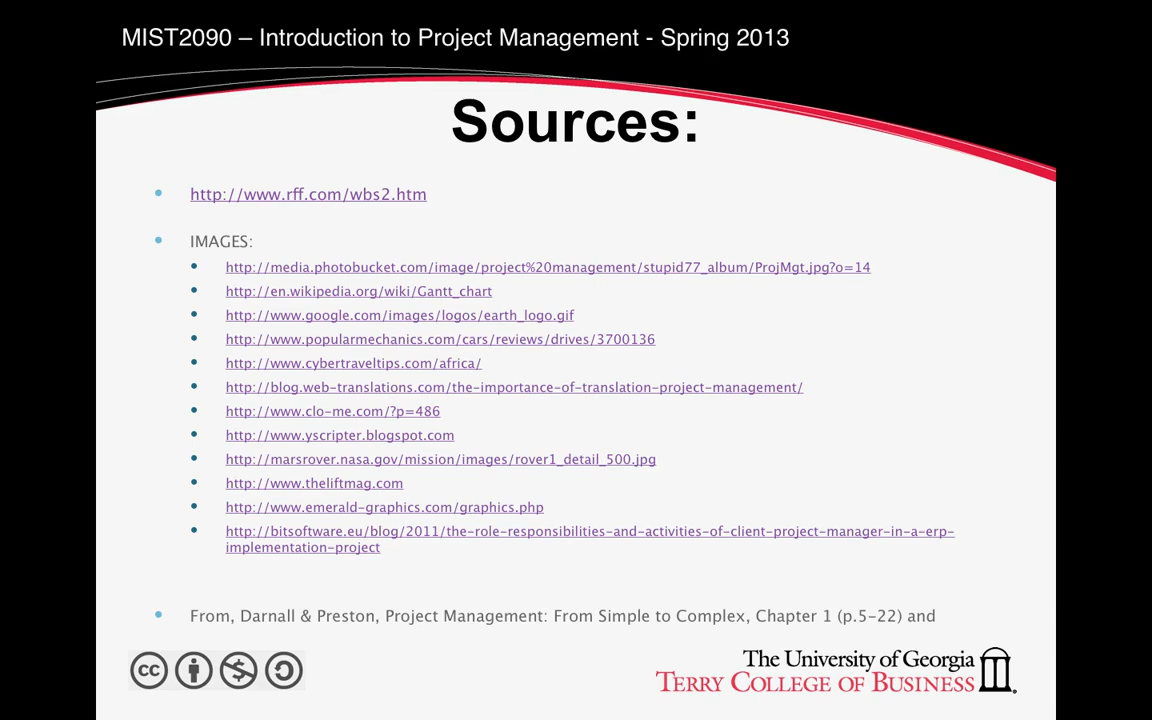 MIST2090 – Introduction to Project Management - Spring 2013
Sources:
http://www.rff.com/wbs2.htm
IMAGES:
http://media.photobucket.com/image/project%20management/stupid77_album/ProjMgt.jpg?o=14
http://en.wikipedia.org/wiki/Gantt_chart
http://www.google.com/images/logos/earth_logo.gif
http://www.popularmechanics.com/cars/reviews/drives/3700136
http://www.cybertraveltips.com/africa/
http://blog.web-translations.com/the-importance-of-translation-project-management/
http://www.clo-me.com/?p=486
http://www.yscripter.blogspot.com
http://marsrover.nasa.gov/mission/images/rover1_detail_500.jpg
http://www.theliftmag.com
http://www.emerald-graphics.com/graphics.php
http://bitsoftware.eu/blog/2011/the-role-responsibilities-and-activities-of-client-project-manager-in-a-erp-
implementation-project
From, Darnall & Preston, Project Management: From Simple to Complex, Chapter 1 (p.5-22) and
cc
The University of Georgia
TERRY COLLEGE OF BUSINESS